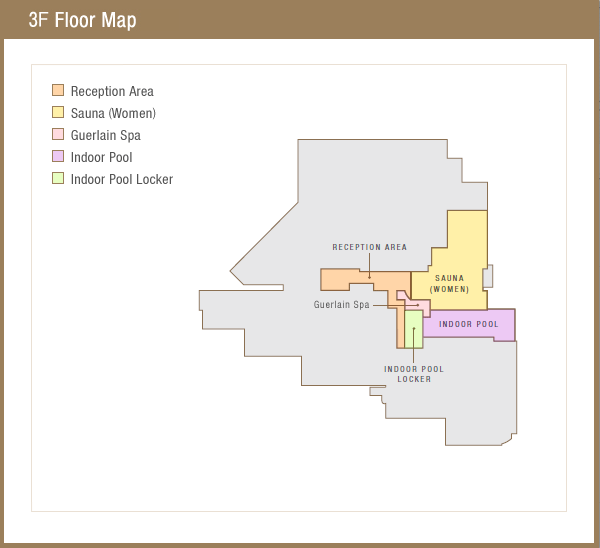 3F Floor Map
Reception Area
Sauna (Women)
Guerlain Spa
Indoor Pool
Indoor Pool Locker
RECEPTION AREA
SAUNA
(WOMEN)
Guerlain Spa
INDOOR POOL
INDOOR POOL
LOCKER